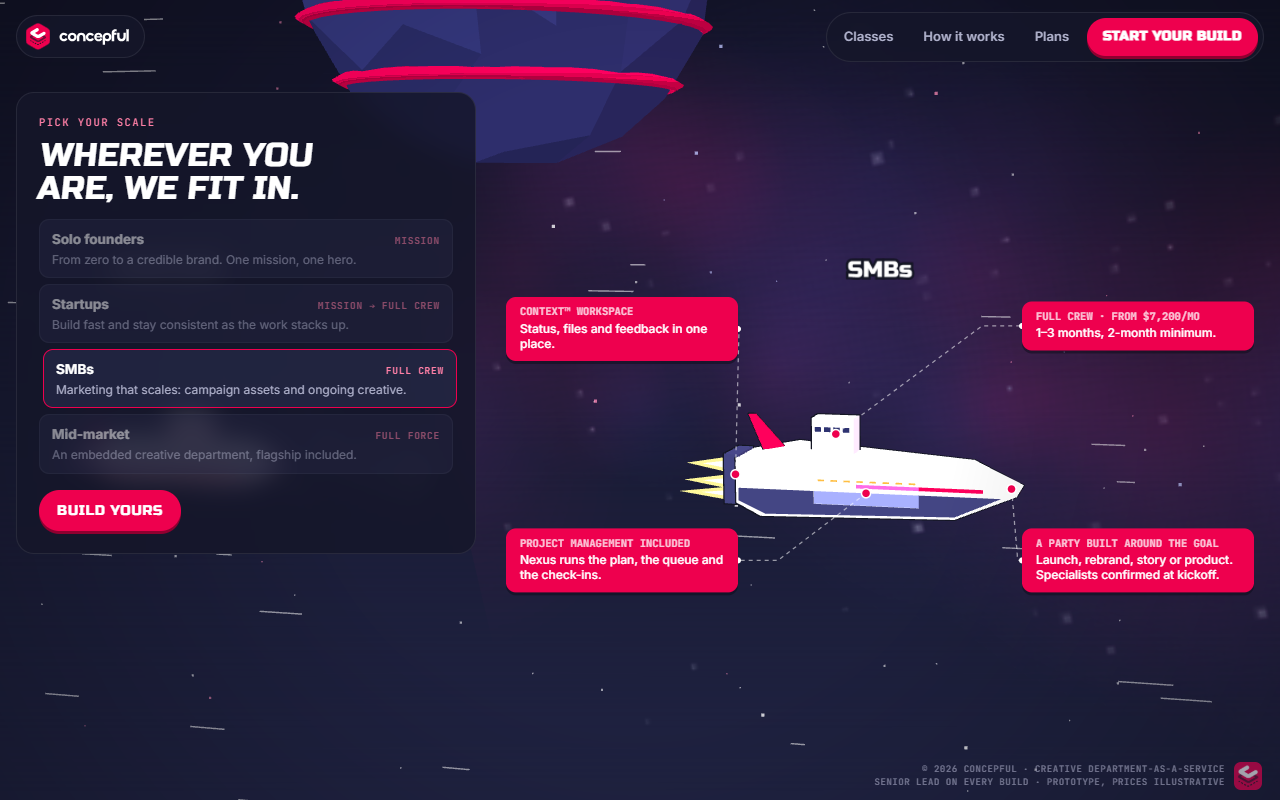 concepful
Classes
How it works
Plans
START YOUR BUILD
PICK YOUR SCALE
WHEREVER YOU
ARE, WE FIT IN.
Solo founders
MISSION
From zero to a credible brand. One mission, one hero.
Startups
MISSION → FULL CREW
Build fast and stay consistent as the work stacks up.
SMBs
FULL CREW
Marketing that scales: campaign assets and ongoing creative.
Mid-market
FULL FORCE
An embedded creative department, flagship included.
BUILD YOURS
SMBs
CONTEXT™ WORKSPACE
Status, files and feedback in one
place.
FULL CREW · FROM $7,200/MO
1–3 months, 2-month minimum.
PROJECT MANAGEMENT INCLUDED
Nexus runs the plan, the queue and
the check-ins.
A PARTY BUILT AROUND THE GOAL
Launch, rebrand, story or product.
Specialists confirmed at kickoff.
© 2026 CONCEPFUL · CREATIVE DEPARTMENT-AS-A-SERVICE
SENIOR LEAD ON EVERY BUILD · PROTOTYPE, PRICES ILLUSTRATIVE